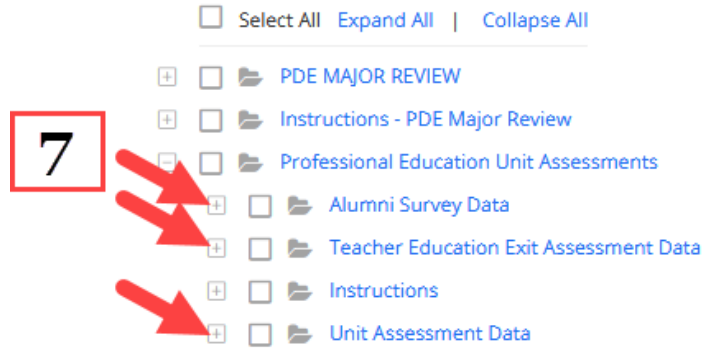 Select All Expand All | Collapse All
PDE MAJOR REVIEW
Instructions - PDE Major Review
7
Professional Education Unit Assessments
Alumni Survey Data
Teacher Education Exit Assessment Data
Instructions
Unit Assessment Data